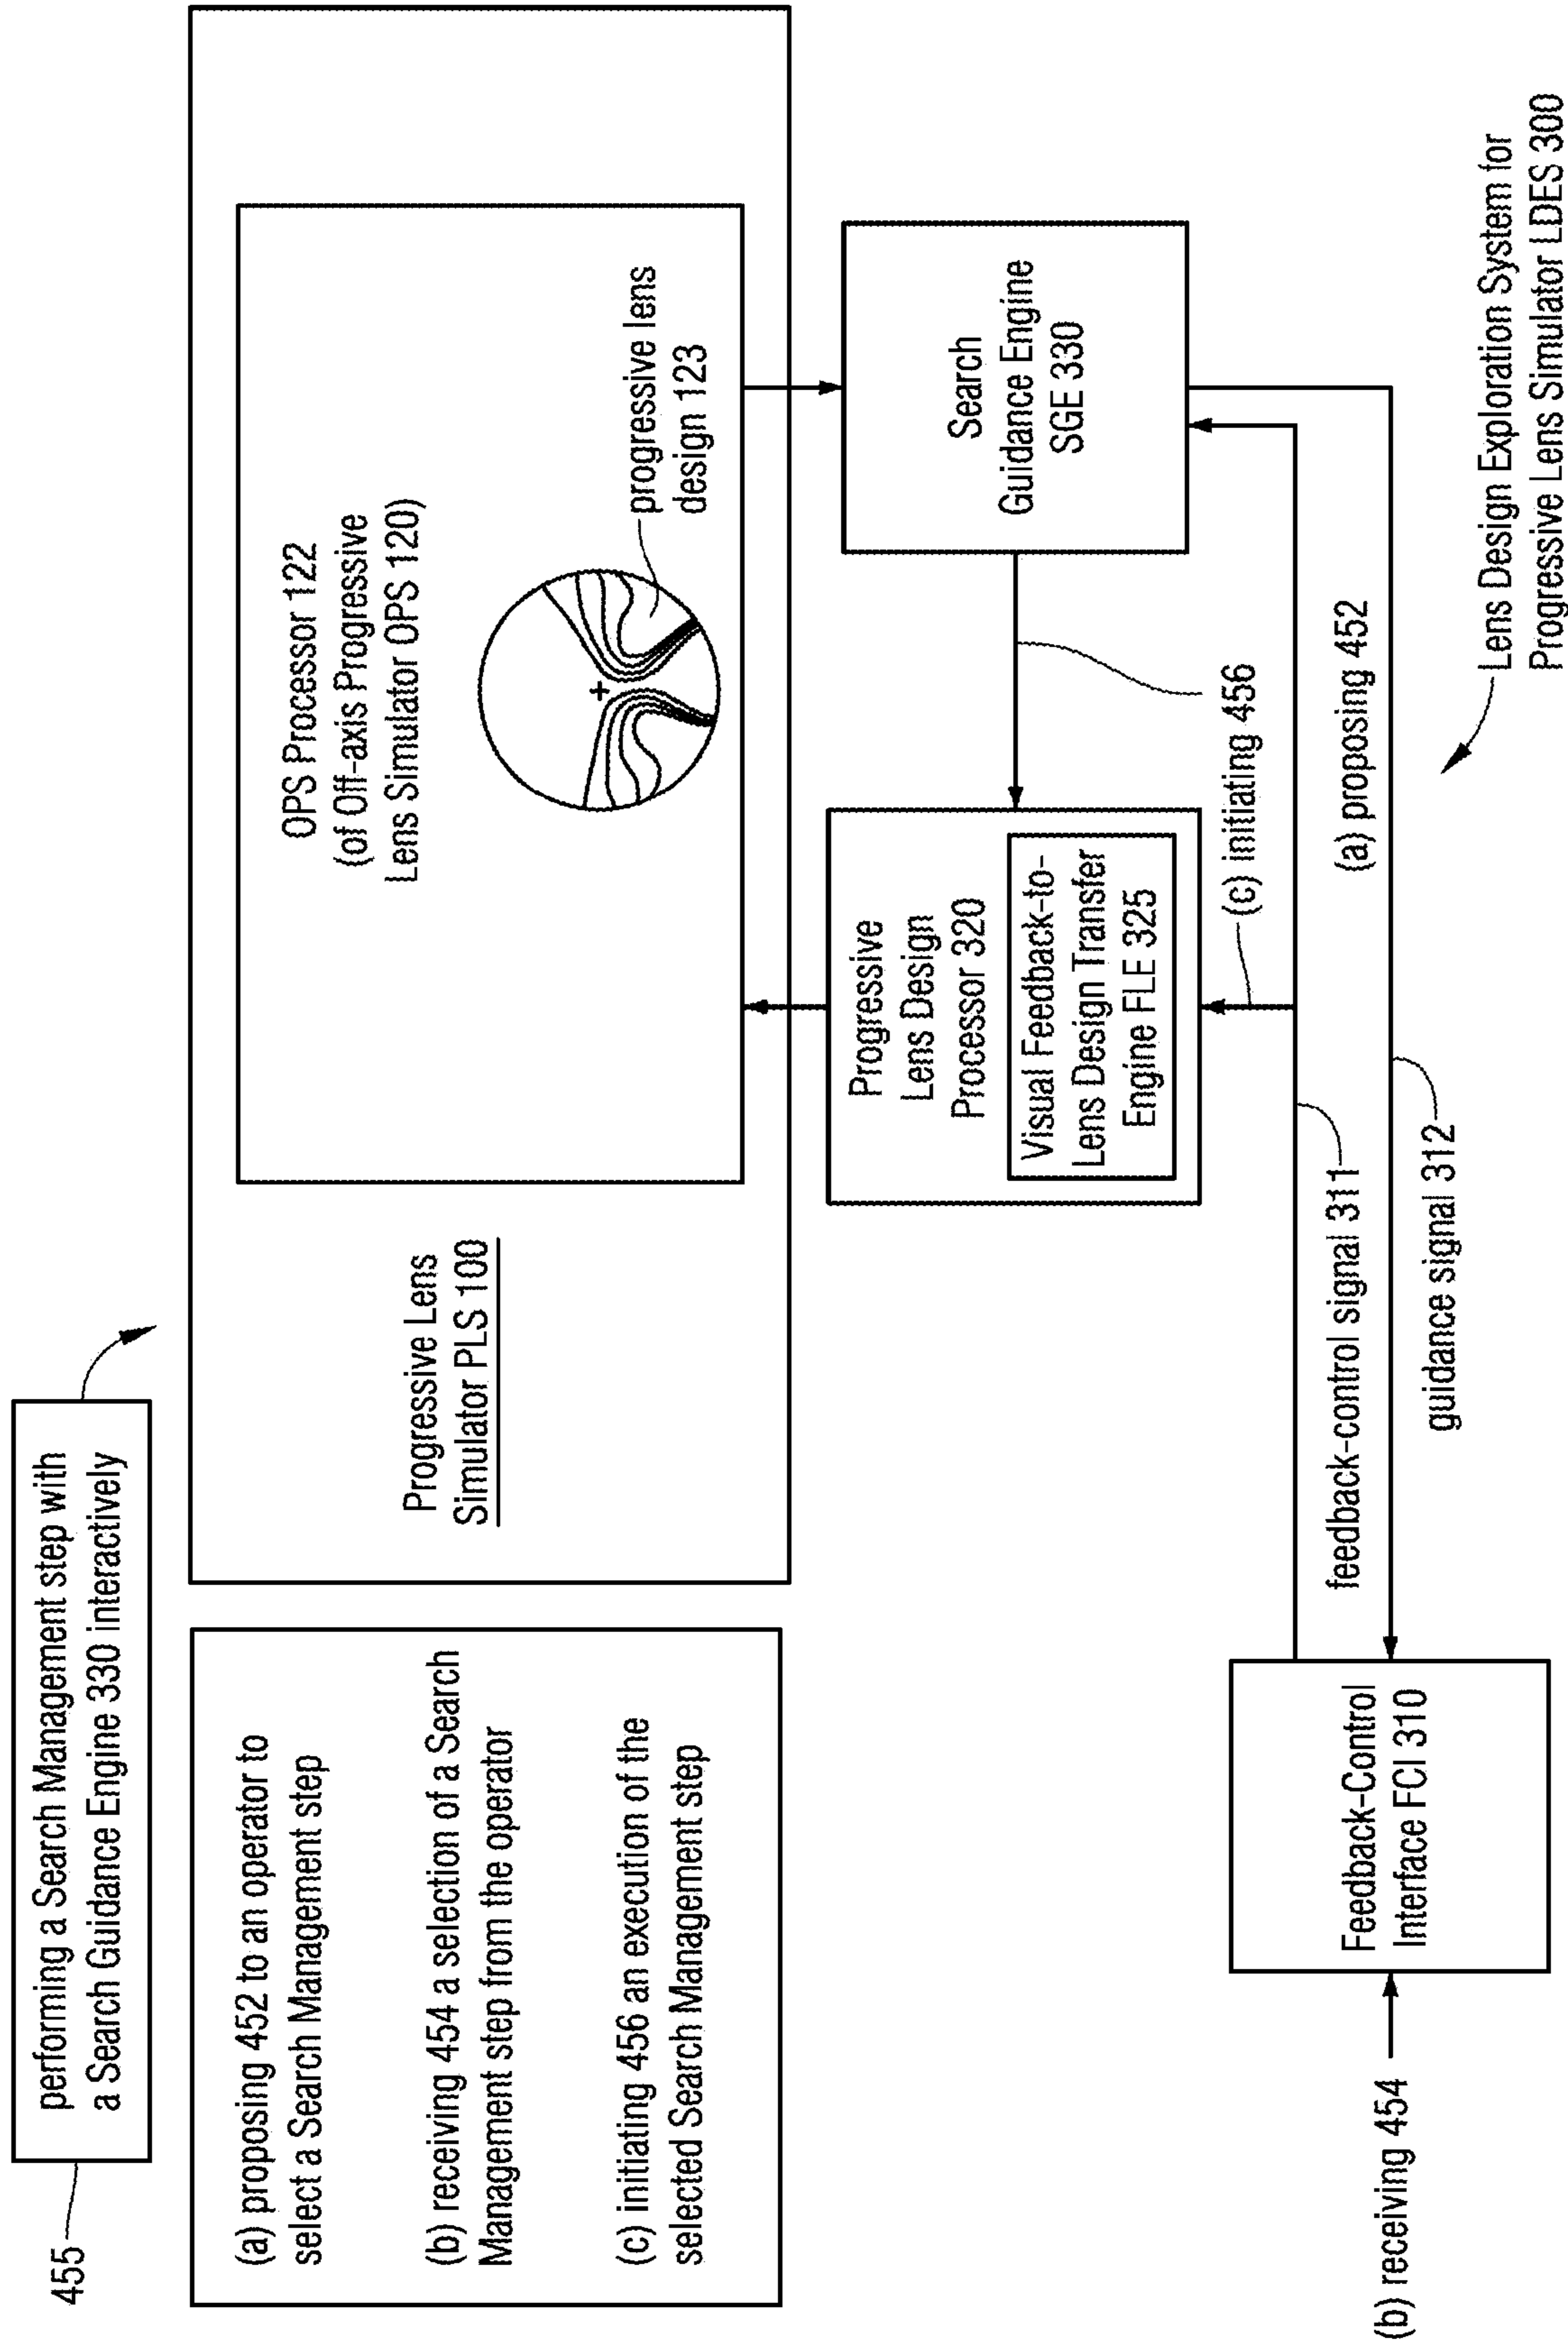 455
performing a Search Management step with
a Search Guidance Engine 330 interactively
(a) proposing 452 to an operator to
select a Search Management step
(b) receiving 454 a selection of a Search
Management step from the operator
(c) initiating 456 an execution of the
selected Search Management step
Progressive Lens
Simulator PLS 100
OPS Processor 122
(of Off-axis Progressive
Lens Simulator OPS 120)
progressive lens
design 123
Progressive
Lens Design
Processor 320
Visual Feedback-to-
Lens Design Transfer
Engine FLE 325
Search
Guidance Engine
SGE 330
(c) initiating 456
(a) proposing 452
feedback-control signal 311
guidance signal 312
(b) receiving 454
Feedback-Control
Interface FCI 310
Lens Design Exploration System for
Progressive Lens Simulator LDES 300